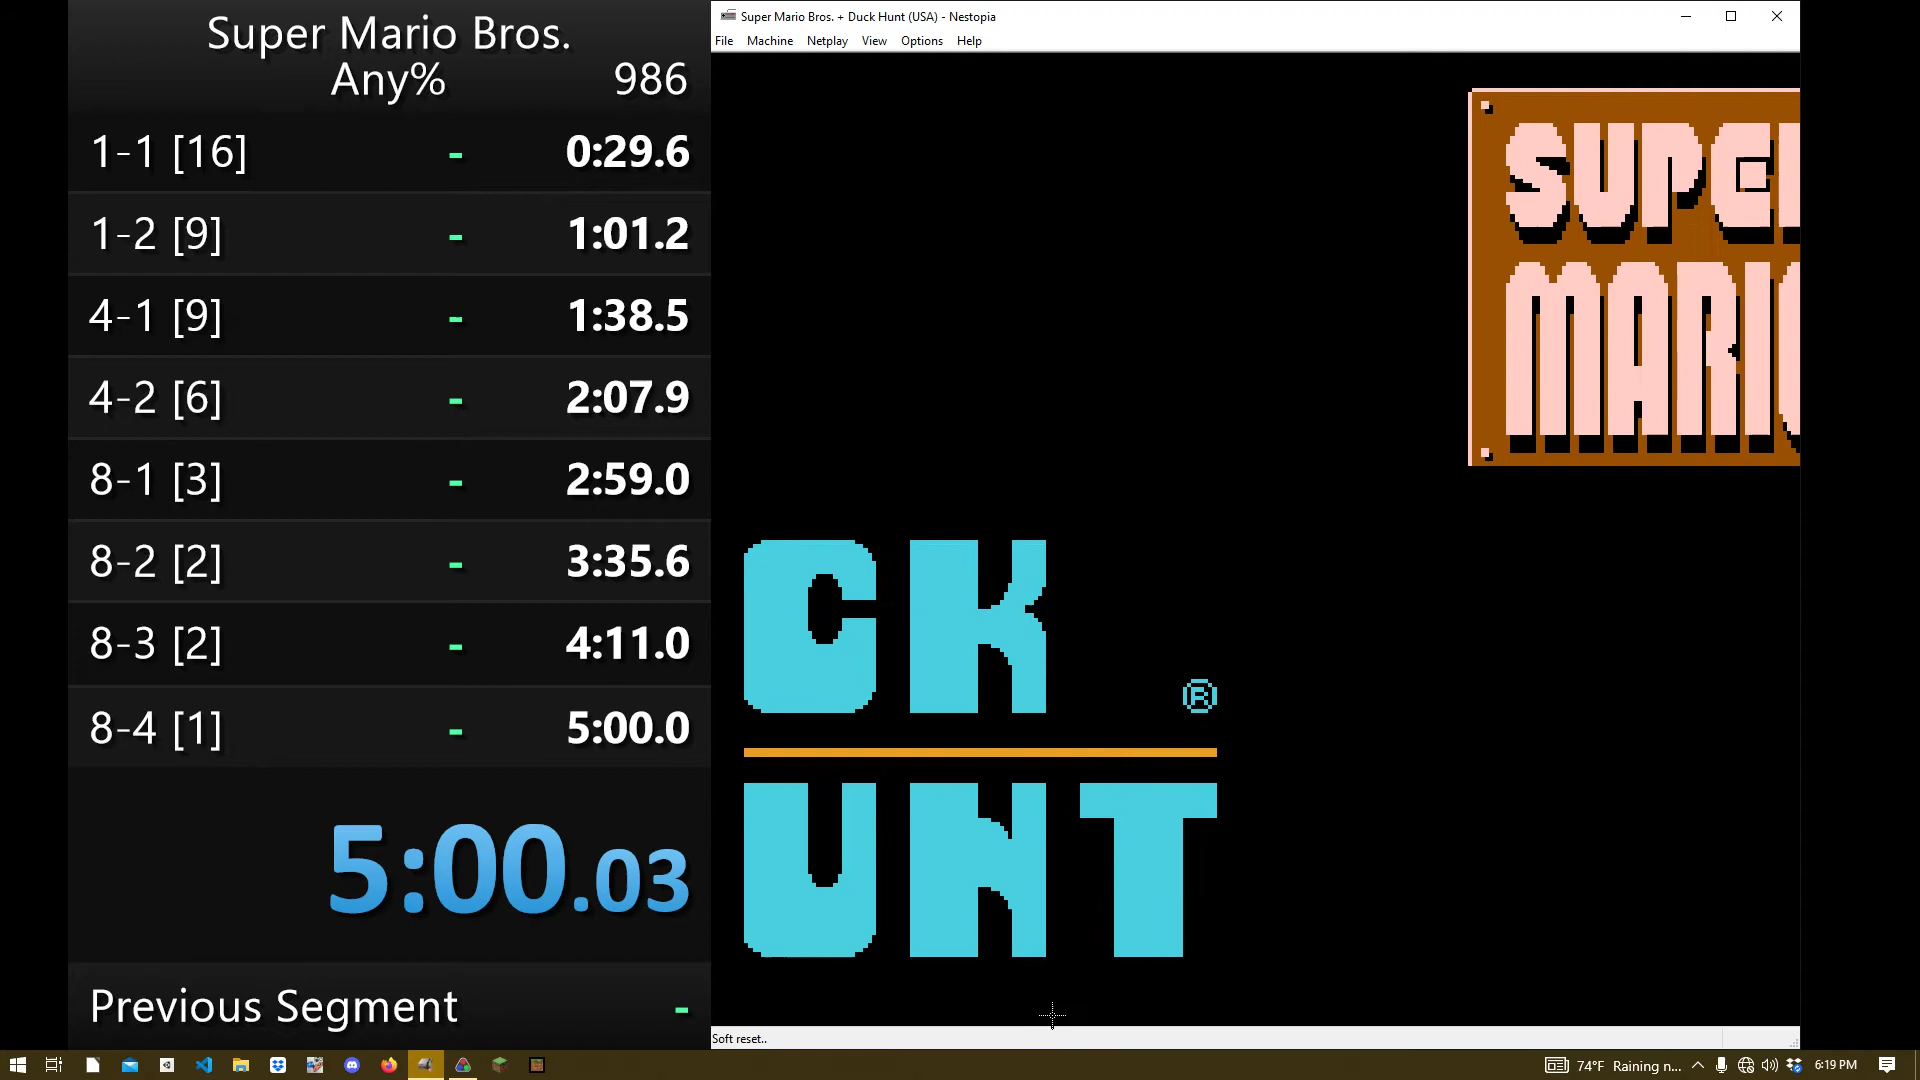 Super Mario Bros.
Any% 986
1-1 [16] - 0:29.6
1-2 [9] - 1:01.2
4-1 [9] - 1:38.5
4-2 [6] - 2:07.9
8-1 [3] - 2:59.0
8-2 [2] - 3:35.6
8-3 [2] - 4:11.0
8-4 [1] - 5:00.0
5:00.03
Previous Segment -
Super Mario Bros. + Duck Hunt (USA) - Nestopia
File Machine Netplay View Options Help
SUPE
MARIO
CK ®
UNT
Soft reset..
74°F Raining n... 6:19 PM